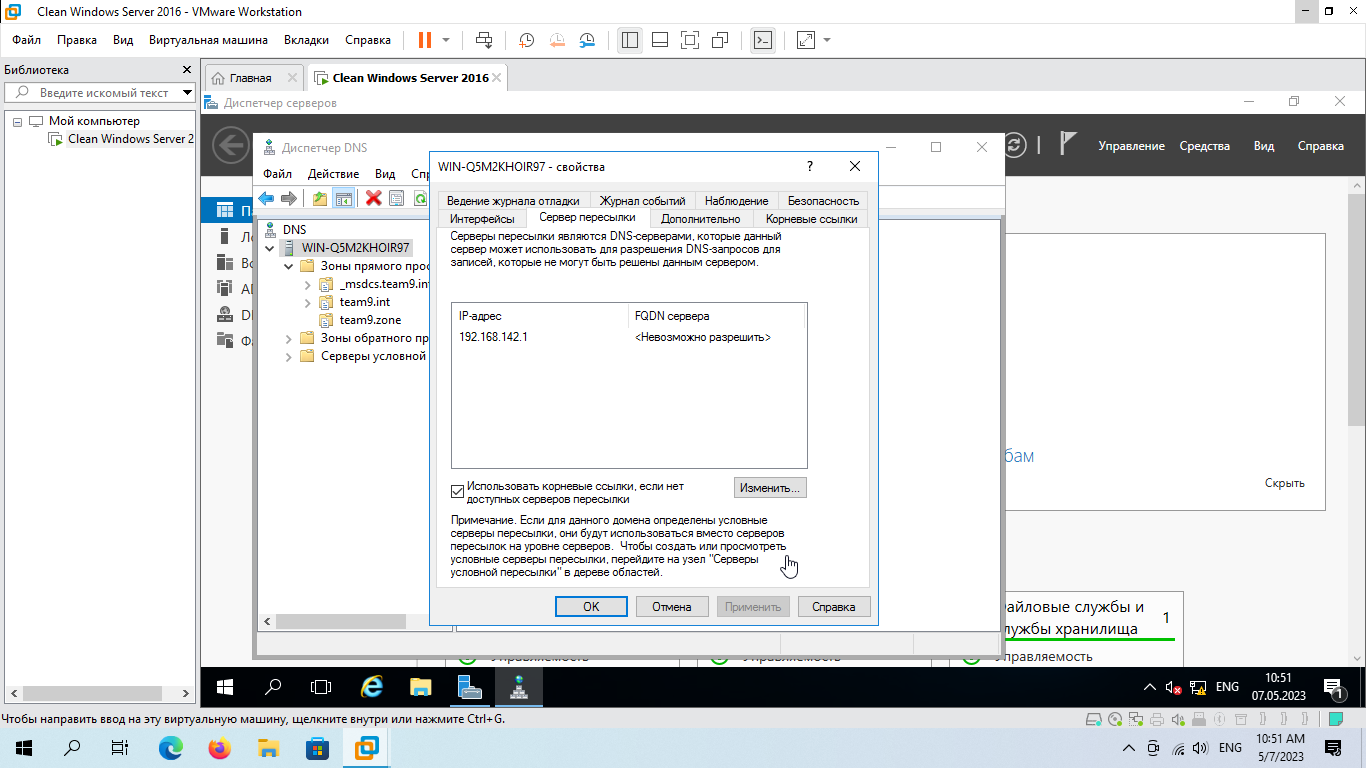 Clean Windows Server 2016 - VMware Workstation
Файл Правка Вид Виртуальная машина Вкладки Справка
Библиотека
Введите искомый текст
Мой компьютер
Clean Windows Server 2
Главная
Clean Windows Server 2016
Диспетчер серверов
Управление Средства Вид Справка
Диспетчер DNS
Файл Действие Вид
DNS
WIN-Q5M2KHOIR97
Зоны прямого прос
_msdcs.team9.in
team9.int
team9.zone
Зоны обратного пр
Серверы условной
WIN-Q5M2KHOIR97 - свойства
?
Ведение журнала отладки Журнал событий Наблюдение Безопасность
Интерфейсы Сервер пересылки Дополнительно Корневые ссылки
Серверы пересылки являются DNS-серверами, которые данный
сервер может использовать для разрешения DNS-запросов для
записей, которые не могут быть решены данным сервером.
IP-адрес FQDN сервера
192.168.142.1 <Невозможно разрешить>
Использовать корневые ссылки, если нет
доступных серверов пересылки
Изменить...
Примечание. Если для данного домена определены условные
серверы пересылки, они будут использоваться вместо серверов
пересылок на уровне серверов. Чтобы создать или просмотреть
условные серверы пересылки, перейдите на узел "Серверы
условной пересылки" в дереве областей.
OK Отмена Применить Справка
бам
Скрыть
айловые службы и
лужбы хранилища
1
Управляемость Управляемость Управляемость
ENG
10:51
07.05.2023
1
Чтобы направить ввод на эту виртуальную машину, щелкните внутри или нажмите Ctrl+G.
ENG
10:51 AM
5/7/2023